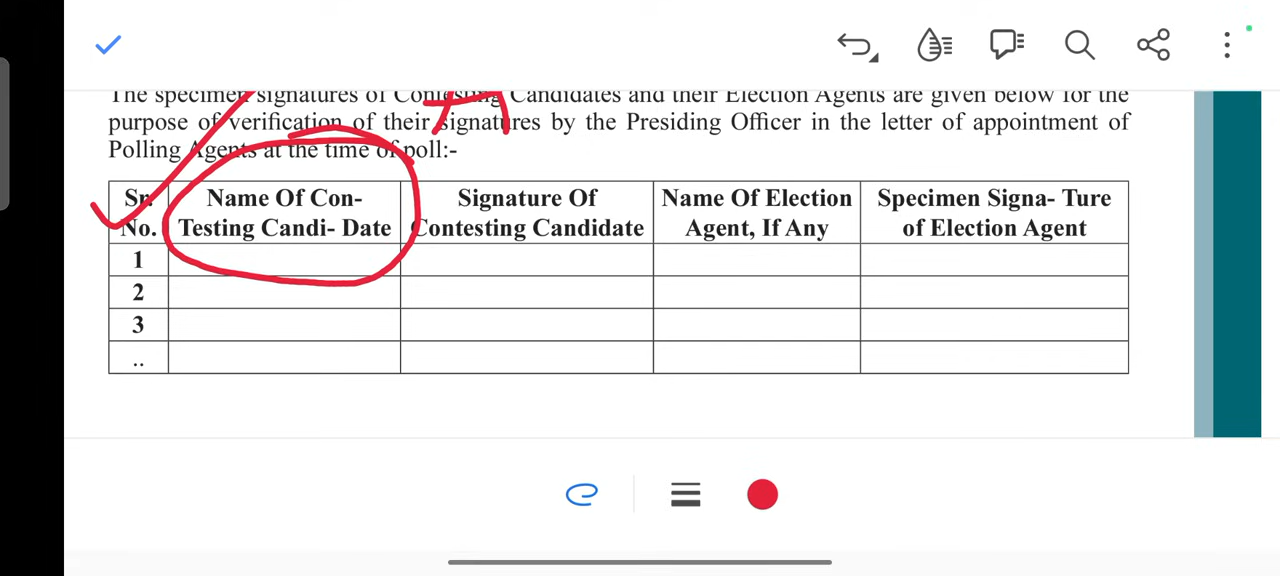 The specimen signatures of Contesting Candidates and their Election Agents are given below for the
purpose of verification of their signatures by the Presiding Officer in the letter of appointment of
Polling Agents at the time of poll:-
Sr. No. Name Of Con- Testing Candi- Date Signature Of Contesting Candidate Name Of Election Agent, If Any Specimen Signa- Ture of Election Agent
1
2
3
..